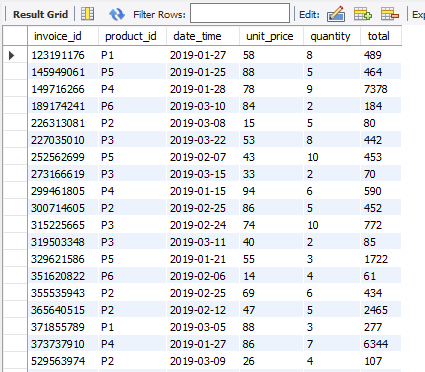 Result Grid Filter Rows: Edit:
invoice_id product_id date_time unit_price quantity total
123191176 P1 2019-01-27 58 8 489
145949061 P5 2019-01-25 88 5 464
149716266 P4 2019-01-28 78 9 7378
189174241 P6 2019-03-10 84 2 184
226313081 P2 2019-03-08 15 5 80
227035010 P3 2019-03-22 53 8 442
252562699 P5 2019-02-07 43 10 453
273166619 P3 2019-03-15 33 2 70
299461805 P4 2019-01-15 94 6 590
300714605 P2 2019-02-25 86 5 452
315225665 P3 2019-02-24 74 10 772
319503348 P3 2019-03-11 40 2 85
329621586 P5 2019-01-21 55 3 1722
351620822 P6 2019-02-06 14 4 61
355535943 P2 2019-02-25 69 6 434
365640515 P2 2019-02-12 47 5 2465
371855789 P1 2019-03-05 88 3 277
373737910 P4 2019-01-27 86 7 6344
529563974 P2 2019-03-09 26 4 107